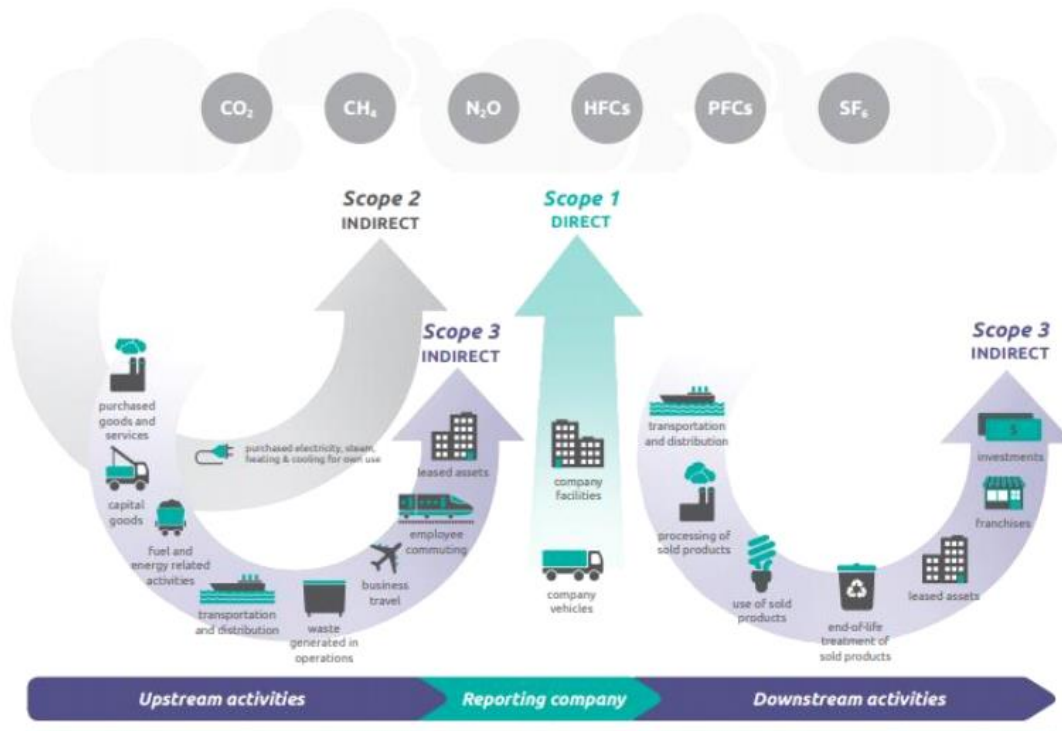 CO₂
CH₄
N₂O
HFCs
PFCs
SF₆
Scope 2
INDIRECT
Scope 1
DIRECT
Scope 3
INDIRECT
Scope 3
INDIRECT
purchased
goods and
services
capital
goods
fuel and
energy related
activities
transportation
and distribution
waste
generated in
operations
business
travel
employee
commuting
leased assets
purchased electricity, steam,
heating & cooling for own use
company
facilities
company
vehicles
transportation
and distribution
processing of
sold products
use of sold
products
end-of-life
treatment of
sold products
leased assets
franchises
$
investments
Upstream activities
Reporting company
Downstream activities